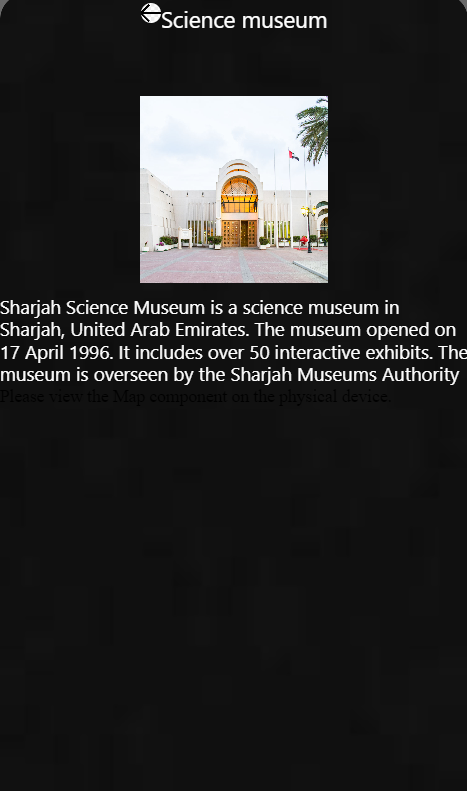 Science museum
Sharjah Science Museum is a science museum in
Sharjah, United Arab Emirates. The museum opened on
17 April 1996. It includes over 50 interactive exhibits. The
museum is overseen by the Sharjah Museums Authority
Please view the Map component on the physical device.